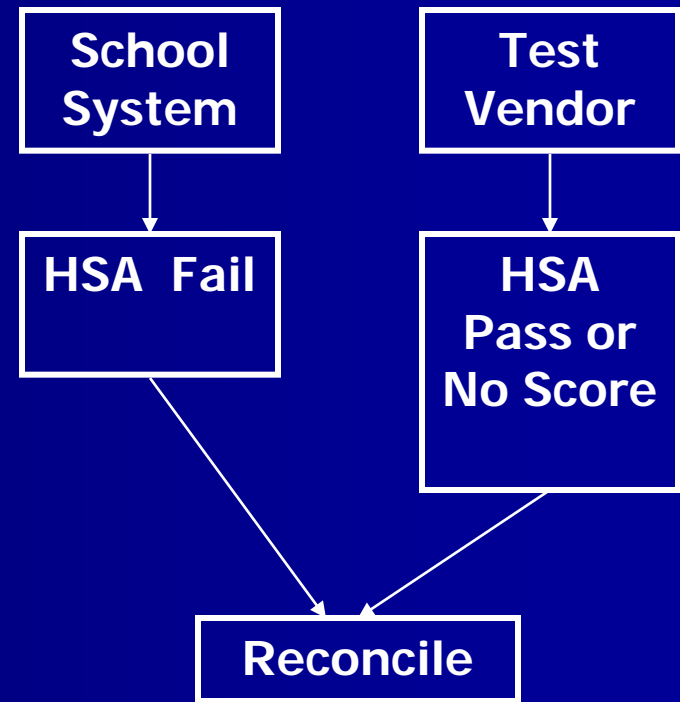 School
System
Test
Vendor
HSA Fail
HSA
Pass or
No Score
Reconcile